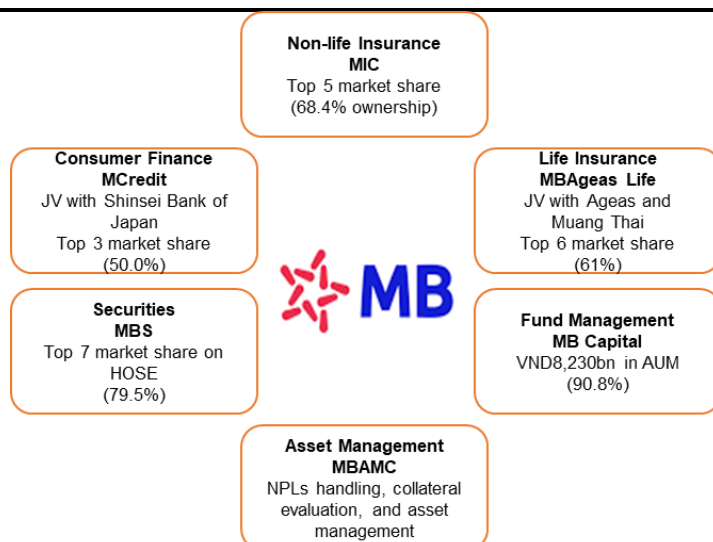 Non-life Insurance
MIC
Top 5 market share
(68.4% ownership)
Consumer Finance
MCredit
JV with Shinsei Bank of
Japan
Top 3 market share
(50.0%)
Life Insurance
MBAgeas Life
JV with Ageas and
Muang Thai
Top 6 market share
(61%)
MB
Securities
MBS
Top 7 market share on
HOSE
(79.5%)
Fund Management
MB Capital
VND8,230bn in AUM
(90.8%)
Asset Management
MBAMC
NPLs handling, collateral
evaluation, and asset
management